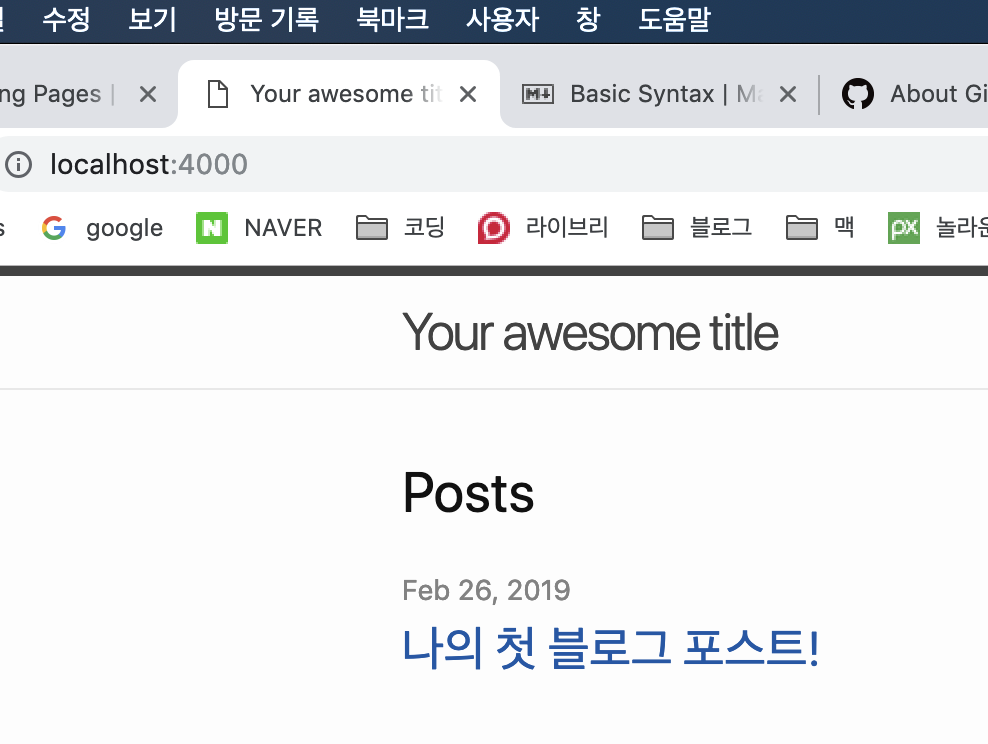 수정 보기 방문 기록 북마크 사용자 창 도움말
ng Pages | Your awesome tit Basic Syntax | Ma About Gi
localhost:4000
s google N NAVER 코딩 라이브리 블로그 맥 px 놀라운
Your awesome title
Posts
Feb 26, 2019
나의 첫 블로그 포스트!